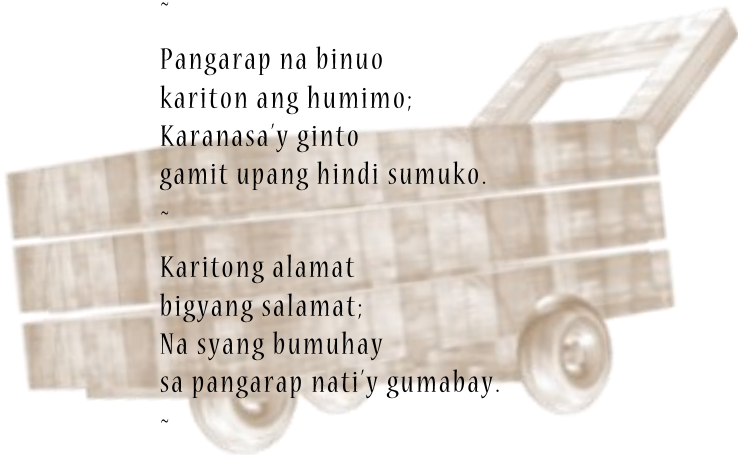 ~
Pangarap na binuo
kariton ang humimo;
Karanasa'y ginto
gamit upang hindi sumuko.
~
Karitong alamat
bigyang salamat;
Na syang bumuhay
sa pangarap nati'y gumabay.
~